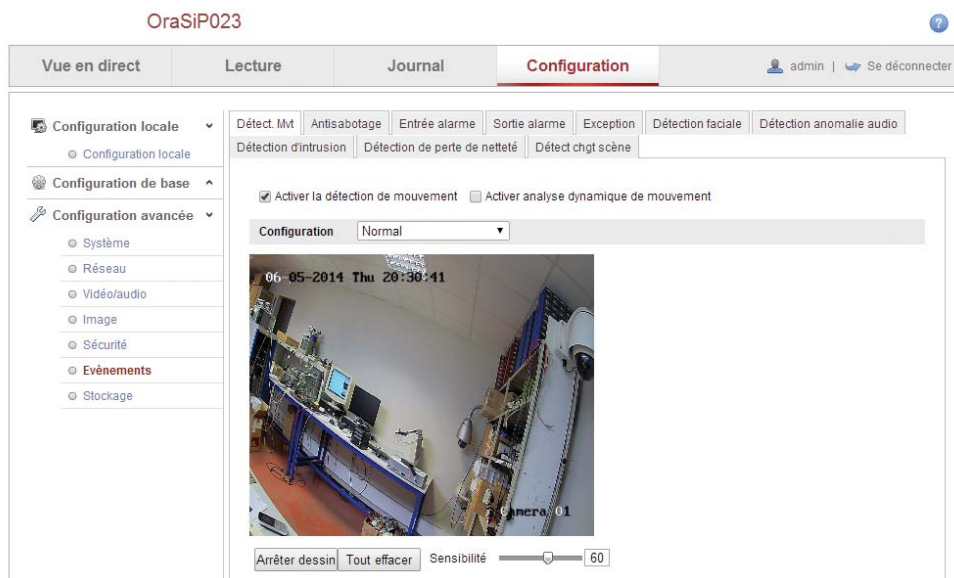 OraSiP023
Vue en direct Lecture Journal Configuration admin | Se déconnecter
Configuration locale
Configuration locale
Configuration de base
Configuration avancée
Système
Réseau
Vidéo/audio
Image
Sécurité
Evènements
Stockage
Détect. Mvt Antisabotage Entrée alarme Sortie alarme Exception Détection faciale Détection anomalie audio
Détection d'intrusion Détection de perte de netteté Détect chgt scène
Activer la détection de mouvement Activer analyse dynamique de mouvement
Configuration Normal
06-05-2014 Thu 20:30:41
Camera 01
Arrêter dessin Tout effacer Sensibilité 60